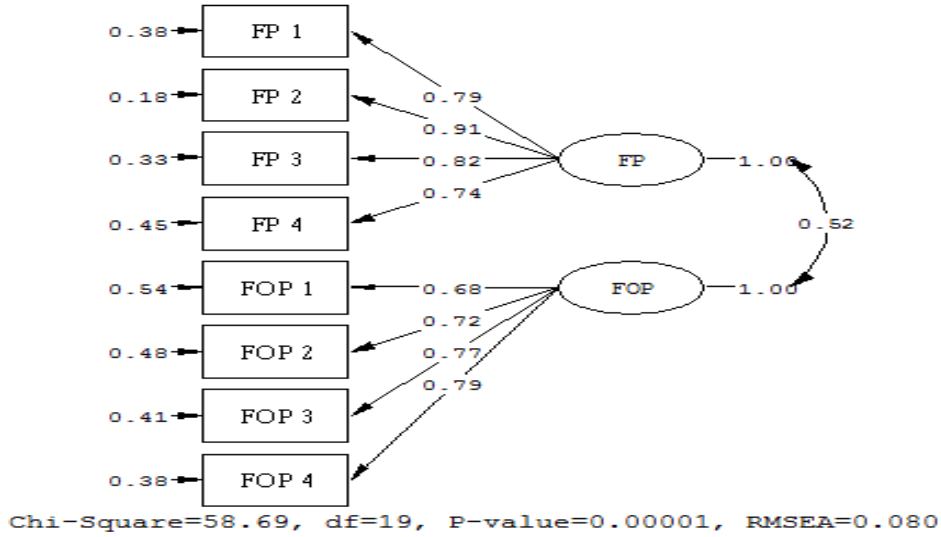 0.38 FP 1
0.79
0.18 FP 2
0.91
0.33 FP 3 0.82 FP 1.00
0.74
0.45 FP 4 0.52
0.54 FOP 1 0.68 FOP 1.00
0.72
0.48 FOP 2
0.77
0.79
0.41 FOP 3
0.38 FOP 4
Chi-Square=58.69, df=19, P-value=0.00001, RMSEA=0.080